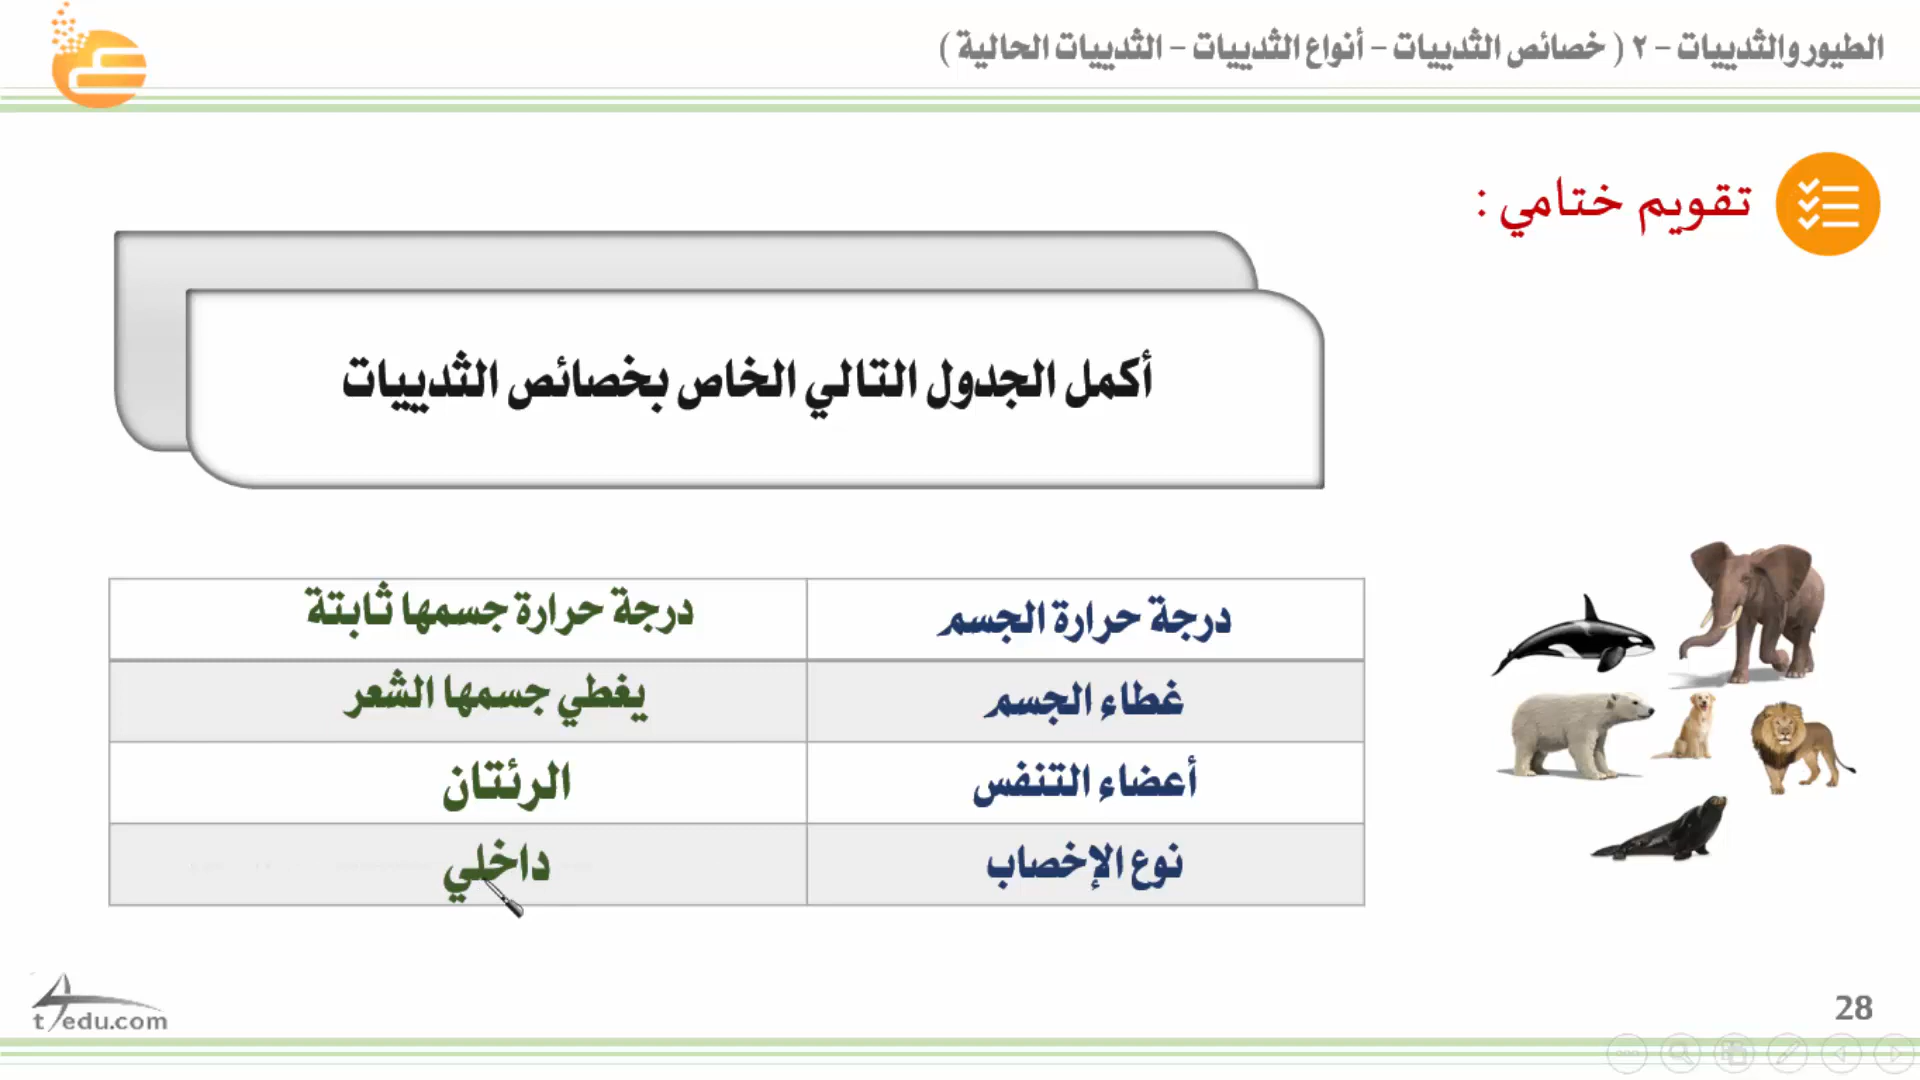 الطيور والثدييات - ٢ ( خصائص الثدييات - أنواع الثدييات - الثدييات الحالية )
تقويم ختامي :
أكمل الجدول التالي الخاص بخصائص الثدييات
درجة حرارة الجسم درجة حرارة جسمها ثابتة
غطاء الجسم يغطي جسمها الشعر
أعضاء التنفس الرئتان
نوع الإخصاب داخلي
t4edu.com
28